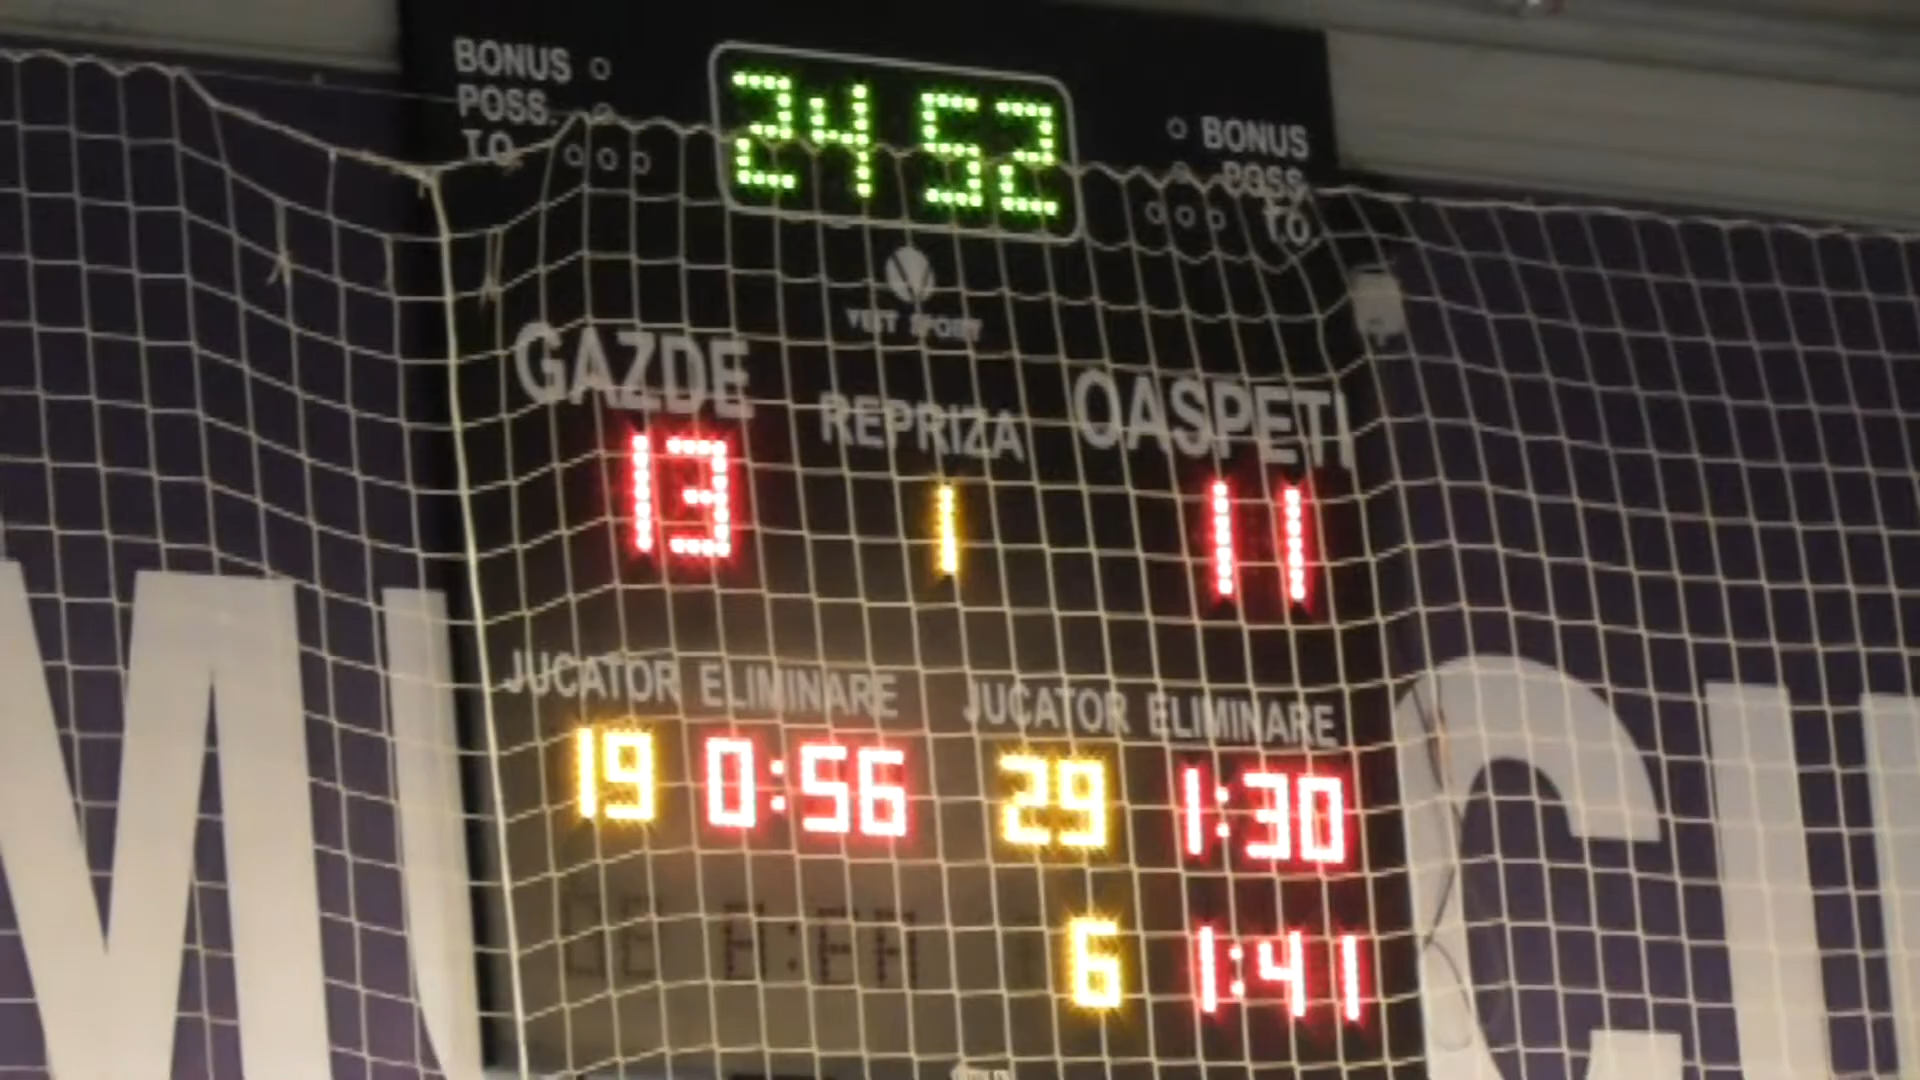 BONUS
POSS.
T.O.
24 52
BONUS
POSS.
T.O.
GAZDE REPRIZA OASPETI
13 1 11
JUCATOR ELIMINARE JUCATOR ELIMINARE
19 0:56 29 1:30
6 1:41